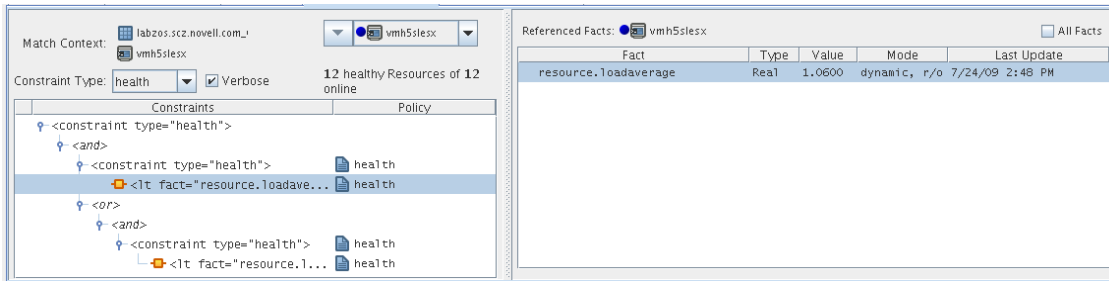 Match Context:
labzos.scz.novell.com_
vmh5slesx
vmh5slesx
Constraint Type: health Verbose
12 healthy Resources of 12
online
Constraints Policy
<constraint type="health">
<and>
<constraint type="health"> health
<lt fact="resource.loadave... health
<or>
<and>
<constraint type="health"> health
<lt fact="resource.l... health
Referenced Facts: vmh5slesx All Facts
Fact Type Value Mode Last Update
resource.loadaverage Real 1.0600 dynamic, r/o 7/24/09 2:48 PM